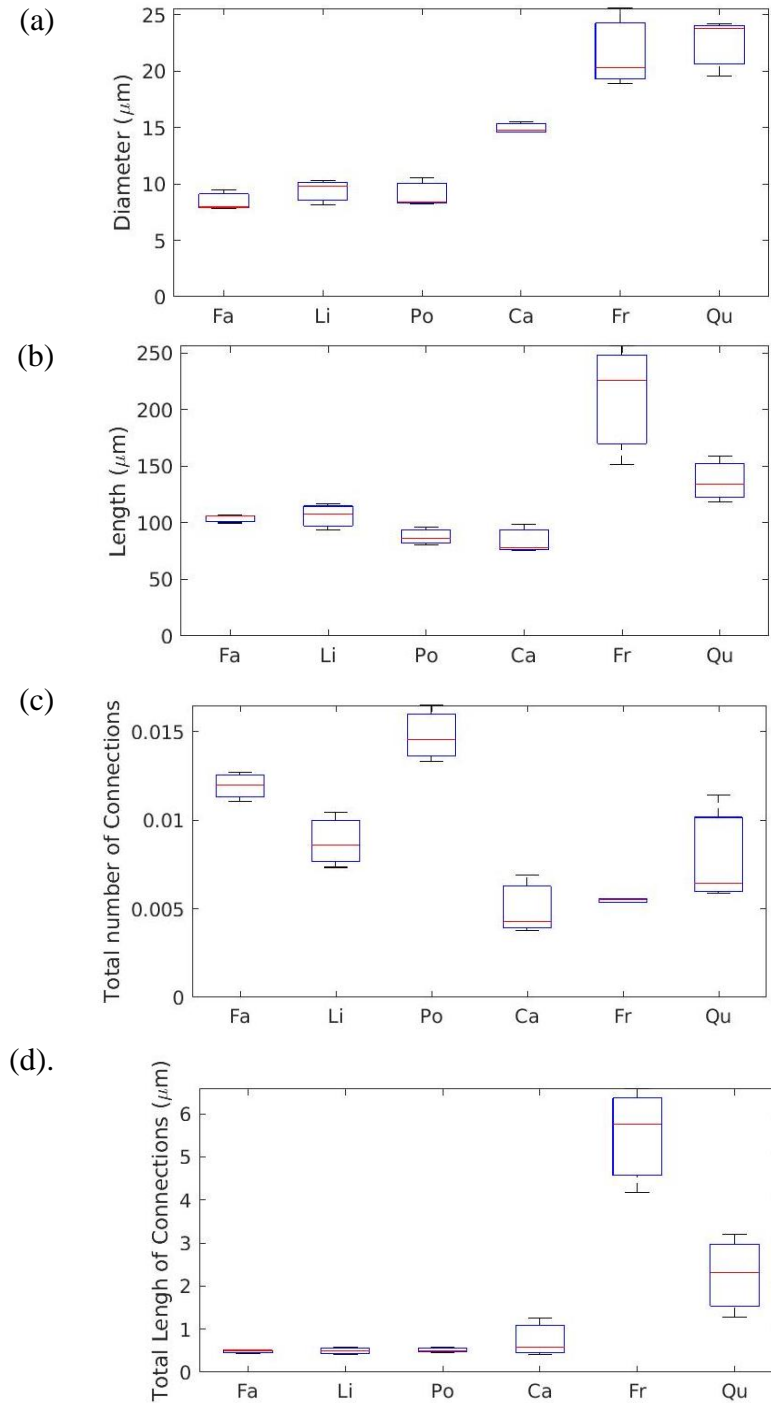 (a)
Diameter (μm)
25
20
15
10
5
0
Fa Li Po Ca Fr Qu
(b)
Length (μm)
250
200
150
100
50
0
Fa Li Po Ca Fr Qu
(c)
Total number of Connections
0.015
0.01
0.005
0
Fa Li Po Ca Fr Qu
(d).
Total Lengh of Connections (μm)
6
5
4
3
2
1
0
Fa Li Po Ca Fr Qu